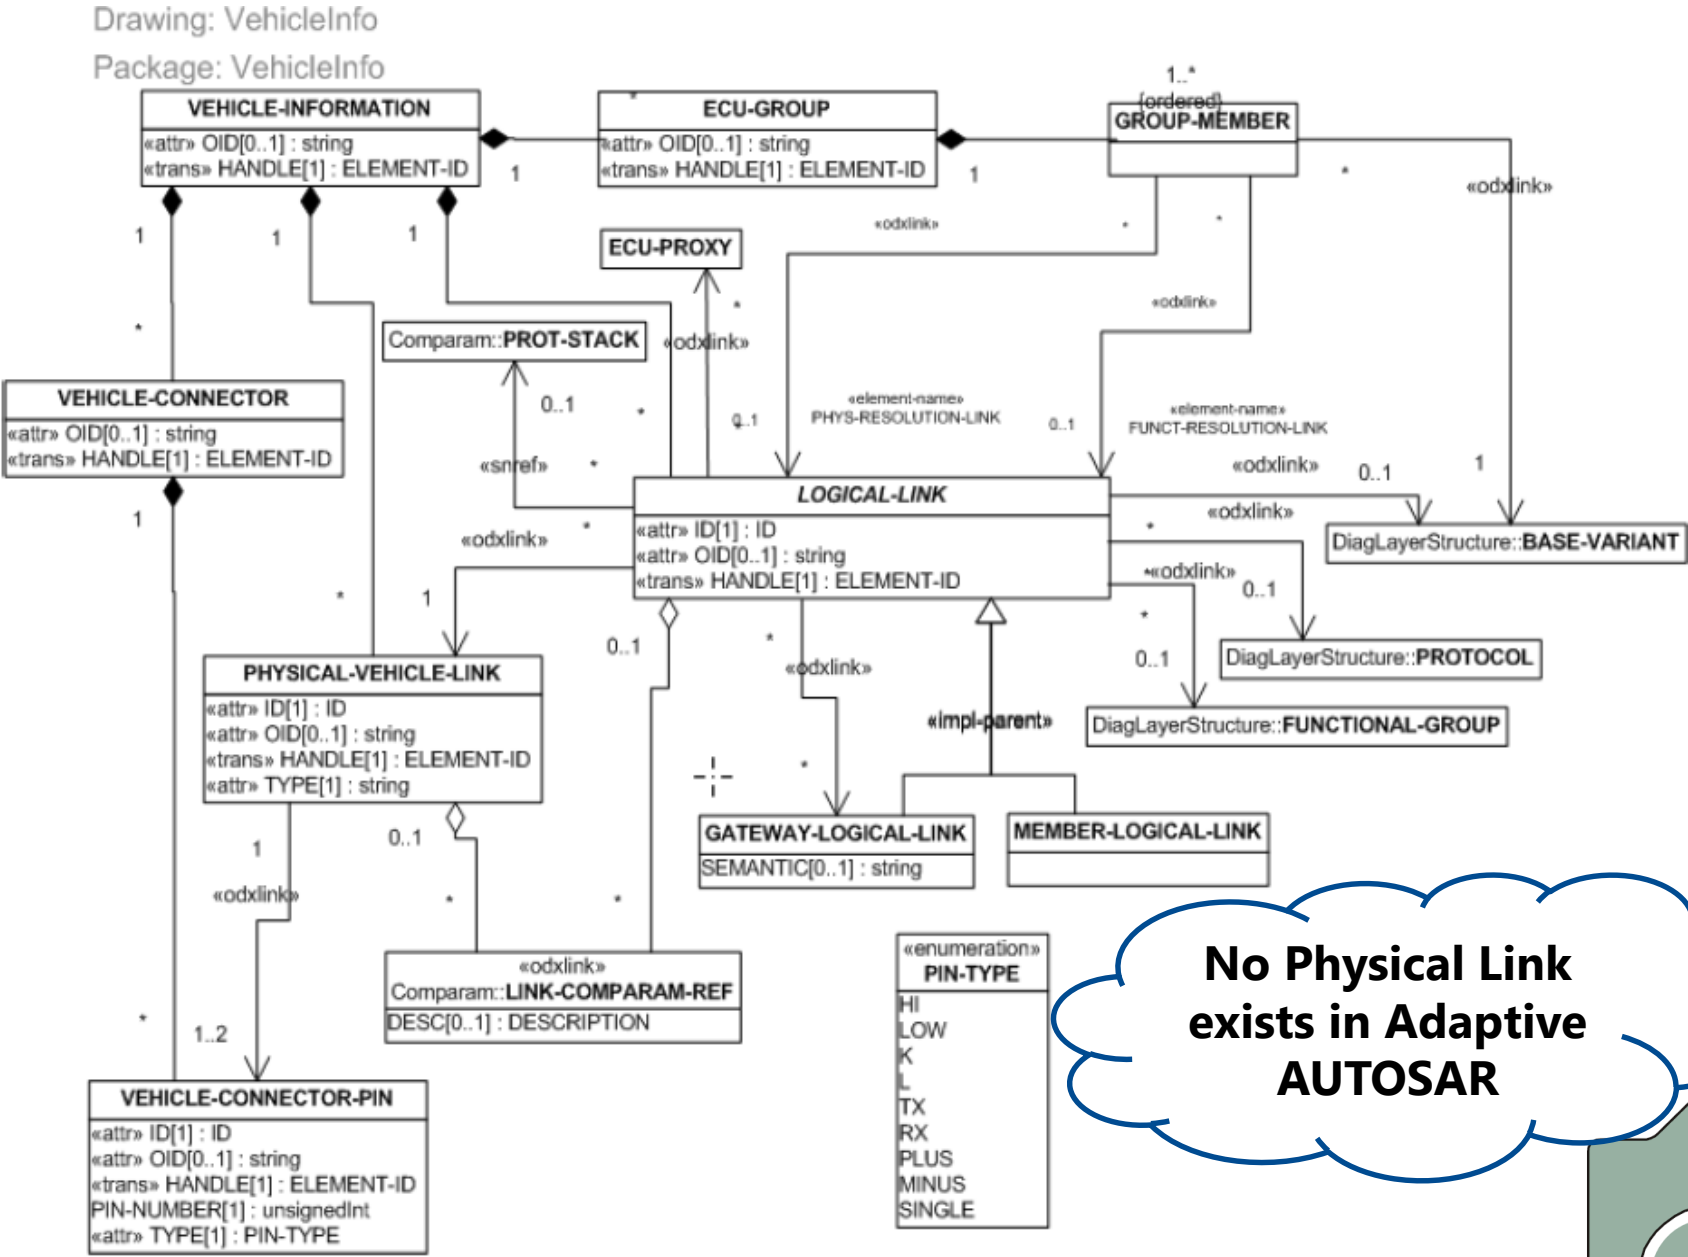 Drawing: VehicleInfo
Package: VehicleInfo
VEHICLE-INFORMATION
«attr» OID[0..1] : string
«trans» HANDLE[1] : ELEMENT-ID
1
*
ECU-GROUP
«attr» OID[0..1] : string
«trans» HANDLE[1] : ELEMENT-ID
1
1..*
{ordered}
GROUP-MEMBER
*
«odxlink»
1
1
1
*
ECU-PROXY
«odxlink»
*
*
«odxlink»
*
«odxlink»
Comparam::PROT-STACK
0..1
*
0..1
«element-name»
PHYS-RESOLUTION-LINK
0..1
«element-name»
FUNCT-RESOLUTION-LINK
VEHICLE-CONNECTOR
«attr» OID[0..1] : string
«trans» HANDLE[1] : ELEMENT-ID
1
«snref»
*
«odxlink»
0..1
1
LOGICAL-LINK
«attr» ID[1] : ID
«attr» OID[0..1] : string
«trans» HANDLE[1] : ELEMENT-ID
«odxlink»
*
DiagLayerStructure::BASE-VARIANT
«odxlink»
*
*
«odxlink»
0..1
*
1
*
0..1
0..1
DiagLayerStructure::PROTOCOL
*
«odxlink»
PHYSICAL-VEHICLE-LINK
«attr» ID[1] : ID
«attr» OID[0..1] : string
«trans» HANDLE[1] : ELEMENT-ID
«attr» TYPE[1] : string
«impl-parent»
DiagLayerStructure::FUNCTIONAL-GROUP
*
GATEWAY-LOGICAL-LINK
SEMANTIC[0..1] : string
MEMBER-LOGICAL-LINK
1
0..1
«odxlink»
*
*
«odxlink»
Comparam::LINK-COMPARAM-REF
DESC[0..1] : DESCRIPTION
*
1..2
«enumeration»
PIN-TYPE
HI
LOW
K
L
TX
RX
PLUS
MINUS
SINGLE
No Physical Link
exists in Adaptive
AUTOSAR
VEHICLE-CONNECTOR-PIN
«attr» ID[1] : ID
«attr» OID[0..1] : string
«trans» HANDLE[1] : ELEMENT-ID
PIN-NUMBER[1] : unsignedInt
«attr» TYPE[1] : PIN-TYPE